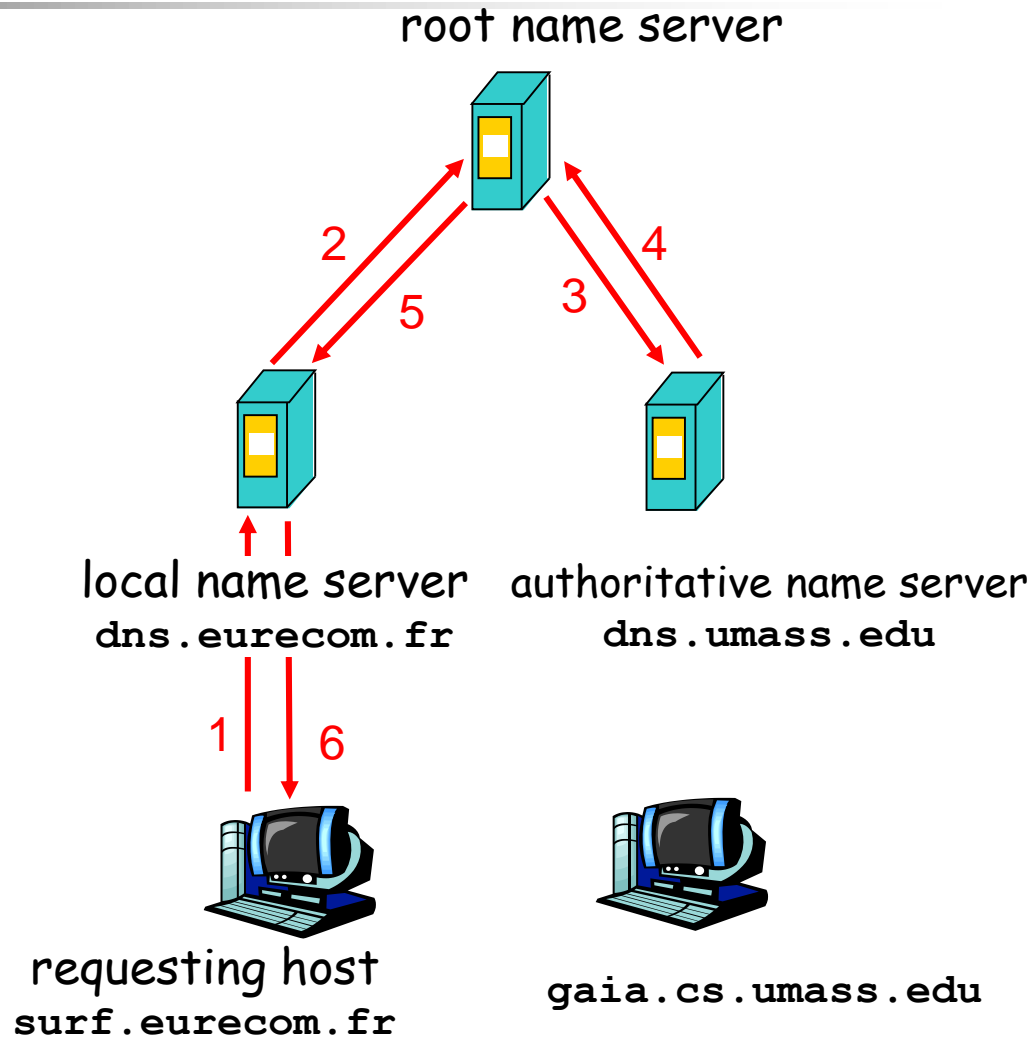 root name server
2
4
3
5
local name server
authoritative name server
dns.eurecom.fr
dns.umass.edu
1
6
requesting host
gaia.cs.umass.edu
surf.eurecom.fr